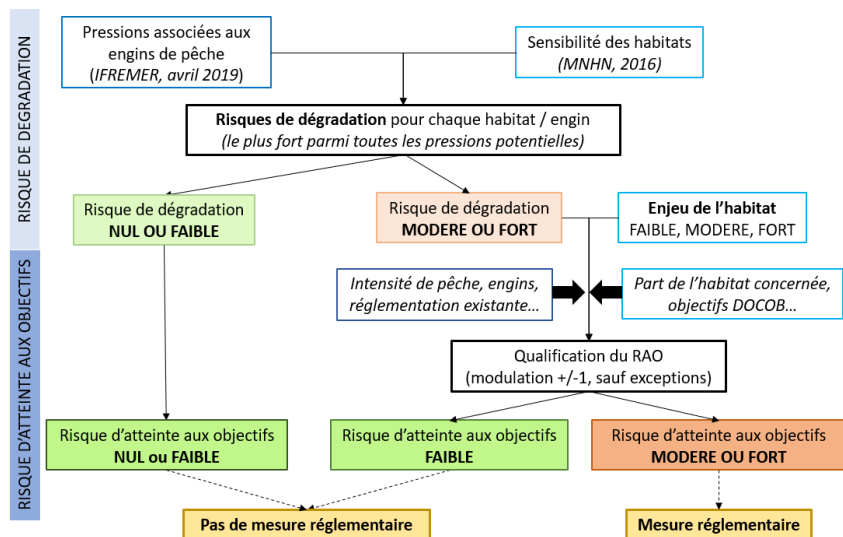 RISQUE DE DEGRADATION
Pressions associées aux
engins de pêche
(IFREMER, avril 2019)
Sensibilité des habitats
(MNHN, 2016)
Risques de dégradation pour chaque habitat / engin
(le plus fort parmi toutes les pressions potentielles)
Risque de dégradation
NUL OU FAIBLE
Risque de dégradation
MODERE OU FORT
Enjeu de l'habitat
FAIBLE, MODERE, FORT
RISQUE D'ATTEINTE AUX OBJECTIFS
Intensité de pêche, engins,
réglementation existante…
Part de l'habitat concernée,
objectifs DOCOB…
Qualification du RAO
(modulation +/-1, sauf exceptions)
Risque d'atteinte aux objectifs
NUL ou FAIBLE
Risque d'atteinte aux objectifs
FAIBLE
Risque d'atteinte aux objectifs
MODERE OU FORT
Pas de mesure réglementaire
Mesure réglementaire